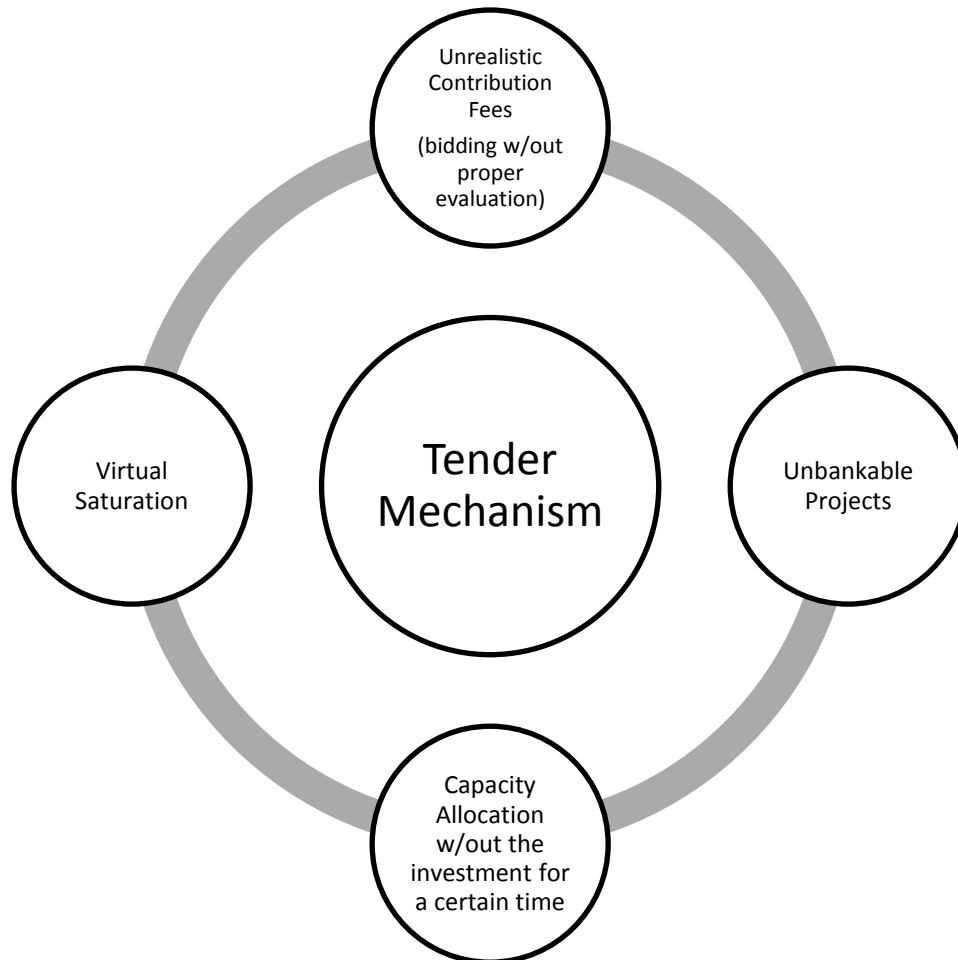 Unrealistic
Contribution
Fees
(bidding w/out
proper
evaluation)
Virtual
Saturation
Tender
Mechanism
Unbankable
Projects
Capacity
Allocation
w/out the
investment for
a certain time